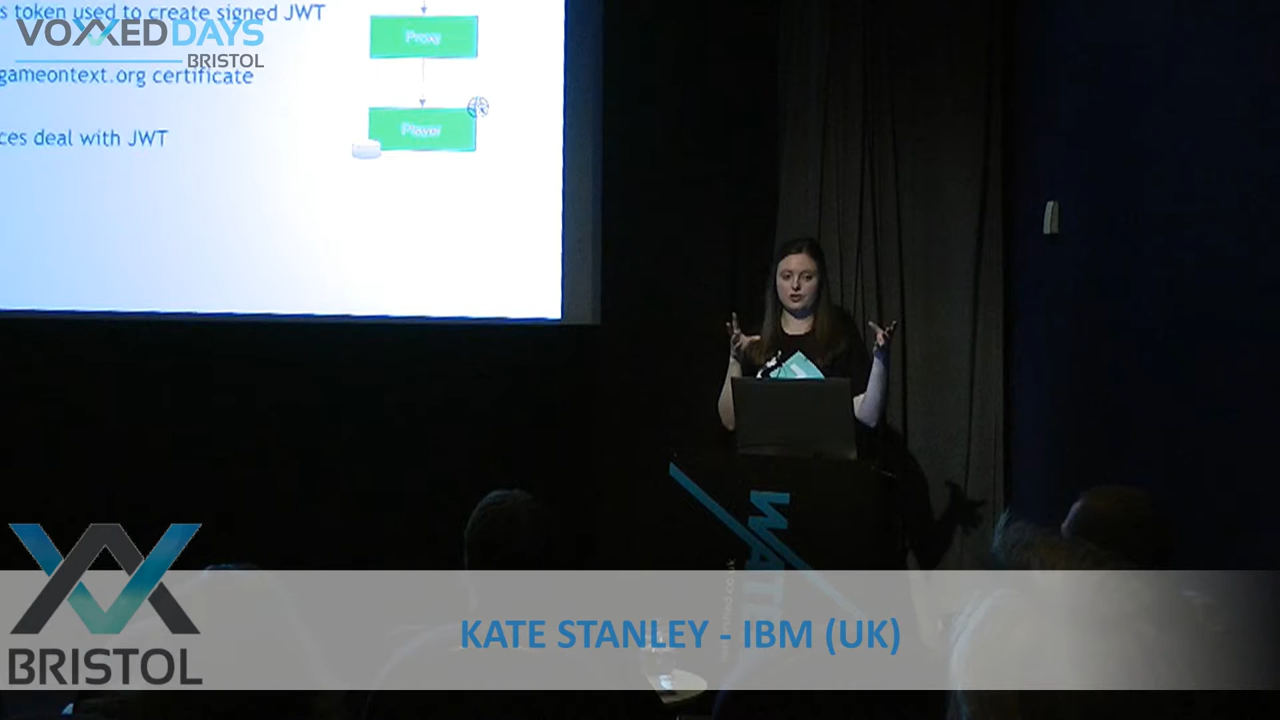 s token used to create signed JWT
VOXXEDDAYS
BRISTOL
gameontext.org certificate
ces deal with JWT
Proxy
Player
WATE
BRISTOL
KATE STANLEY - IBM (UK)